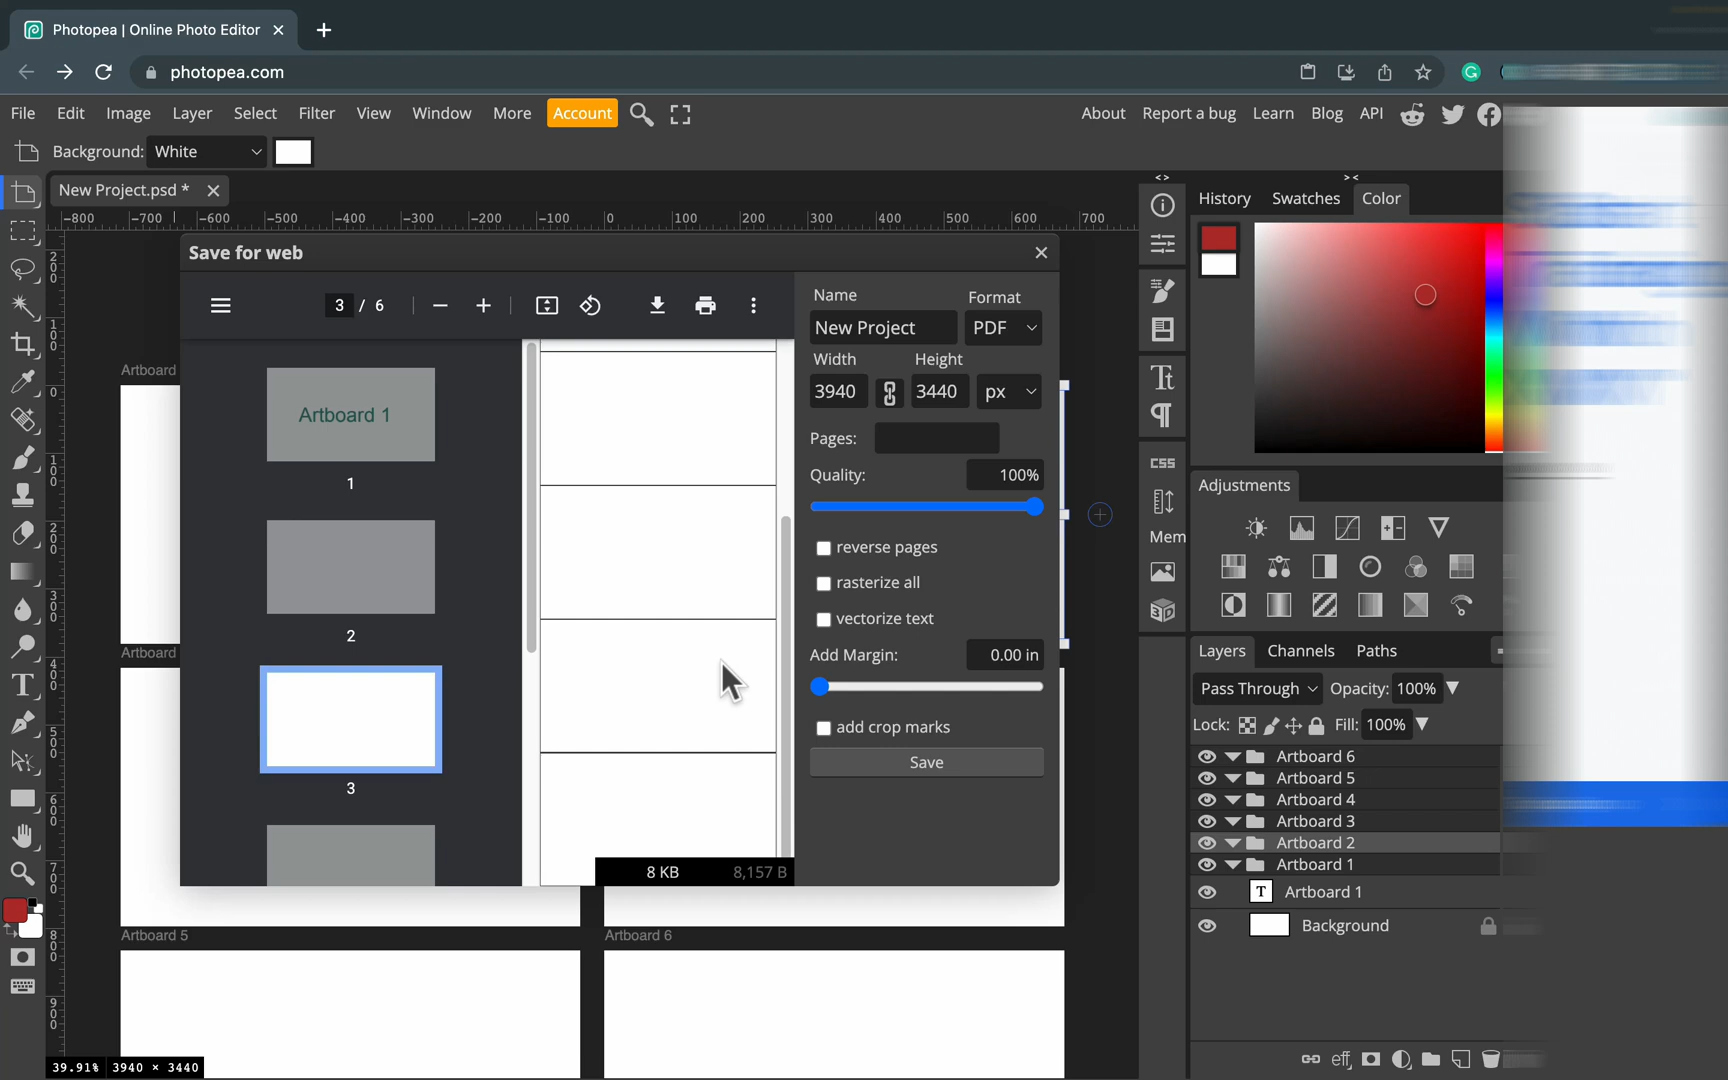 Photopea | Online Photo Editor
photopea.com
File Edit Image Layer Select Filter View Window More Account
About Report a bug Learn Blog API
Background: White
New Project.psd *
History Swatches Color
-800 -700 -600 -500 -400 -300 -200 -100 0 100 200 300 400 500 600 700
Save for web
3 / 6
Name
Format
New Project
PDF
Width Height
3940 3440 px
Pages:
Quality: 100%
reverse pages
rasterize all
vectorize text
Add Margin: 0.00 in
add crop marks
Save
Artboard 1
1
2
3
8 KB 8,157 B
Artboard
Artboard
Artboard 5
Artboard 6
CSS
Mem
Adjustments
Layers Channels Paths
Pass Through Opacity: 100%
Lock: Fill: 100%
Artboard 6
Artboard 5
Artboard 4
Artboard 3
Artboard 2
Artboard 1
T Artboard 1
Background
eff
39.91% 3940 × 3440